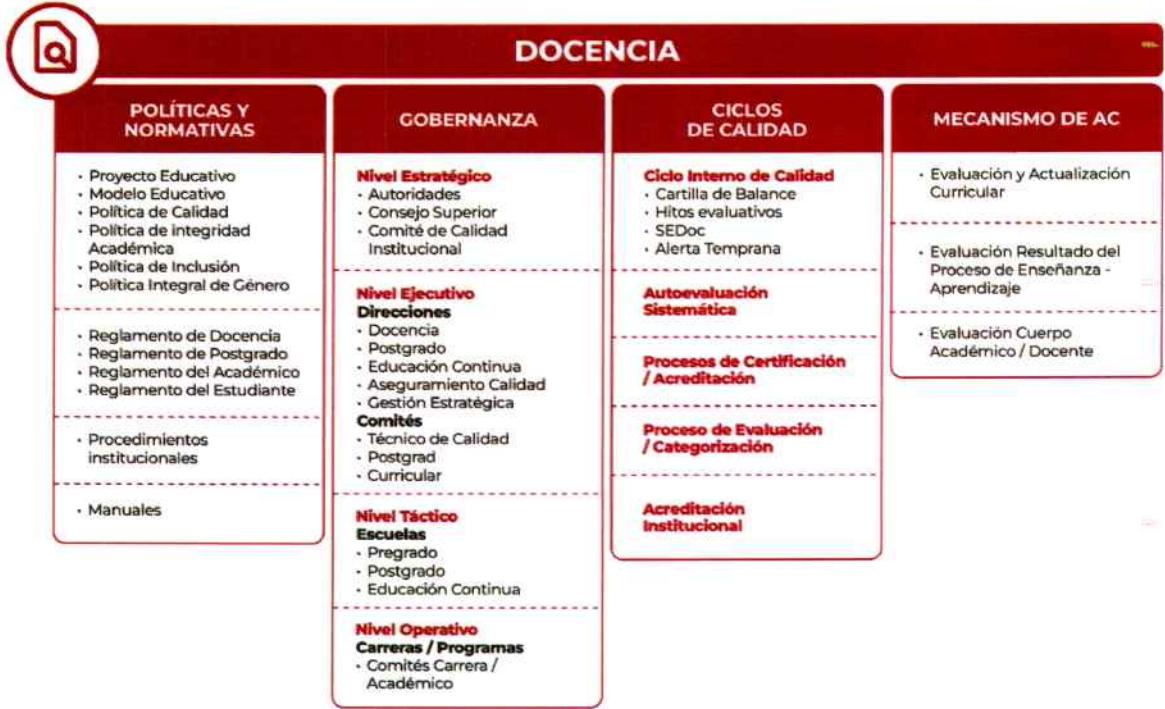 DOCENCIA
POLÍTICAS Y
NORMATIVAS
· Proyecto Educativo
· Modelo Educativo
· Política de Calidad
· Política de integridad
Académica
· Política de Inclusión
· Política Integral de Género
· Reglamento de Docencia
· Reglamento de Postgrado
· Reglamento del Académico
· Reglamento del Estudiante
· Procedimientos
institucionales
· Manuales
GOBERNANZA
Nivel Estratégico
· Autoridades
· Consejo Superior
· Comité de Calidad
Institucional
Nivel Ejecutivo
Direcciones
· Docencia
· Postgrado
· Educación Continua
· Aseguramiento Calidad
· Gestión Estratégica
Comités
· Técnico de Calidad
· Postgrad
· Curricular
Nivel Táctico
Escuelas
· Pregrado
· Postgrado
· Educación Continua
Nivel Operativo
Carreras / Programas
· Comités Carrera /
Académico
CICLOS
DE CALIDAD
Ciclo Interno de Calidad
· Cartilla de Balance
· Hitos evaluativos
· SEDoc
· Alerta Temprana
Autoevaluación
Sistemática
Procesos de Certificación
/ Acreditación
Proceso de Evaluación
/ Categorización
Acreditación
Institucional
MECANISMO DE AC
· Evaluación y Actualización
Curricular
· Evaluación Resultado del
Proceso de Enseñanza -
Aprendizaje
· Evaluación Cuerpo
Académico / Docente